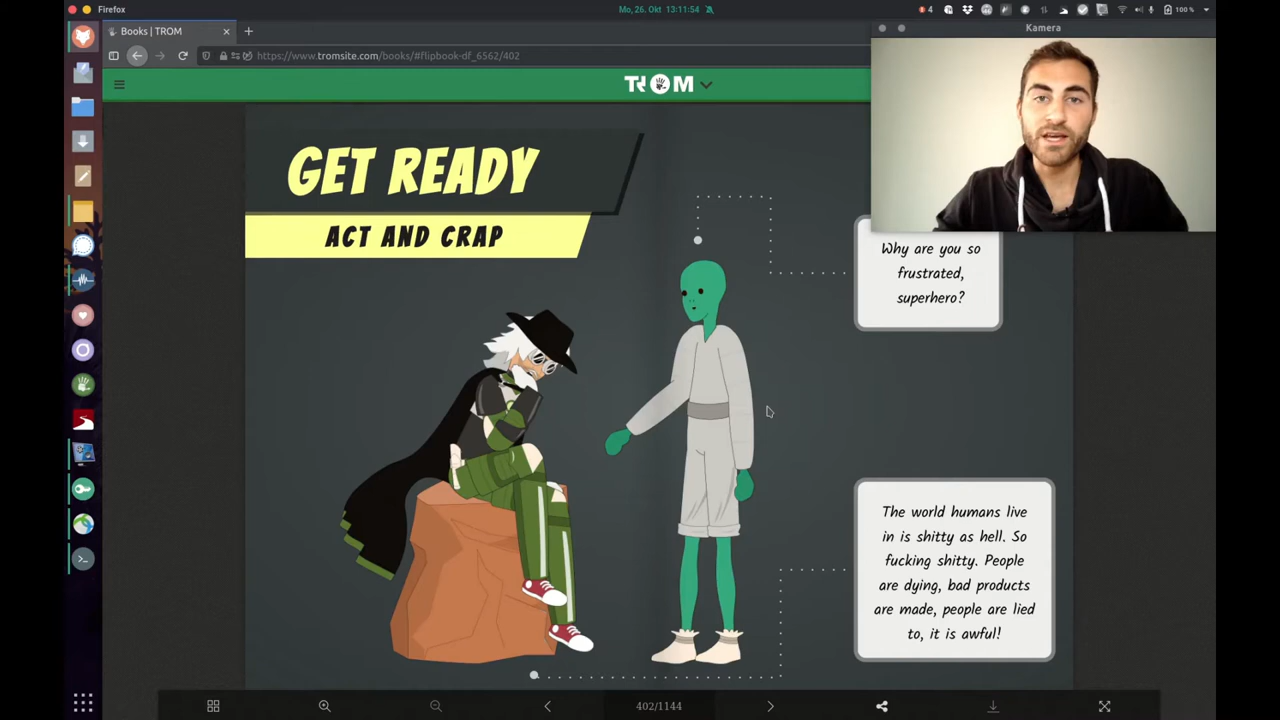 Firefox
Mo, 26. Okt 13:11:54
4
100 %
Books | TROM
Kamera
https://www.tromsite.com/books/#flipbook-df_6562/402
TROM
GET READY
ACT AND CRAP
Why are you so
frustrated,
superhero?
The world humans live
in is shitty as hell. So
fucking shitty. People
are dying, bad products
are made, people are lied
to, it is awful!
402/1144